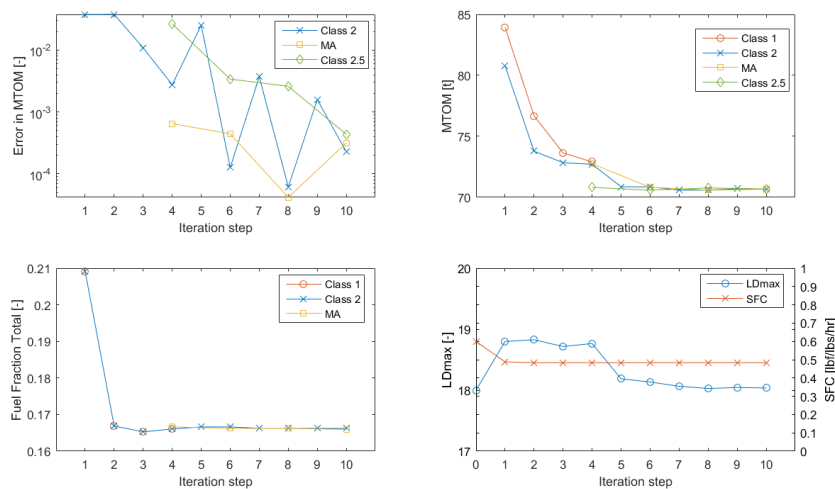 Error in MTOM [-]
10^-2
10^-3
10^-4
Class 2
MA
Class 2.5
1 2 3 4 5 6 7 8 9 10
Iteration step
MTOM [t]
85
80
75
70
Class 1
Class 2
MA
Class 2.5
1 2 3 4 5 6 7 8 9 10
Iteration step
Fuel Fraction Total [-]
0.21
0.2
0.19
0.18
0.17
0.16
Class 1
Class 2
MA
1 2 3 4 5 6 7 8 9 10
Iteration step
LDmax [-]
20
19
18
17
LDmax
SFC
1
0.9
0.8
0.7
0.6
0.5
0.4
0.3
0.2
0.1
0
SFC [lbf/lbs/hr]
0 1 2 3 4 5 6 7 8 9 10
Iteration step